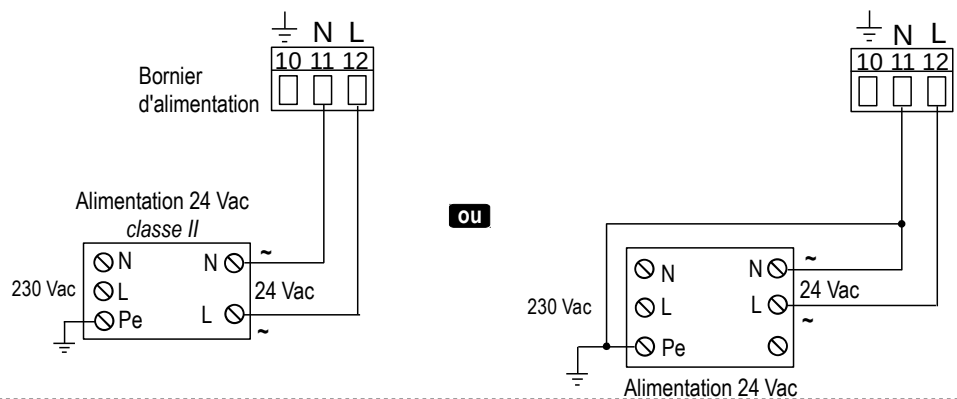 N L
10 11 12
Bornier
d'alimentation
Alimentation 24 Vac
classe II
N
N
~
230 Vac
L
24 Vac
Pe
L
~
ou
N L
10 11 12
N
N
~
230 Vac
L
L
24 Vac
~
Pe
Alimentation 24 Vac